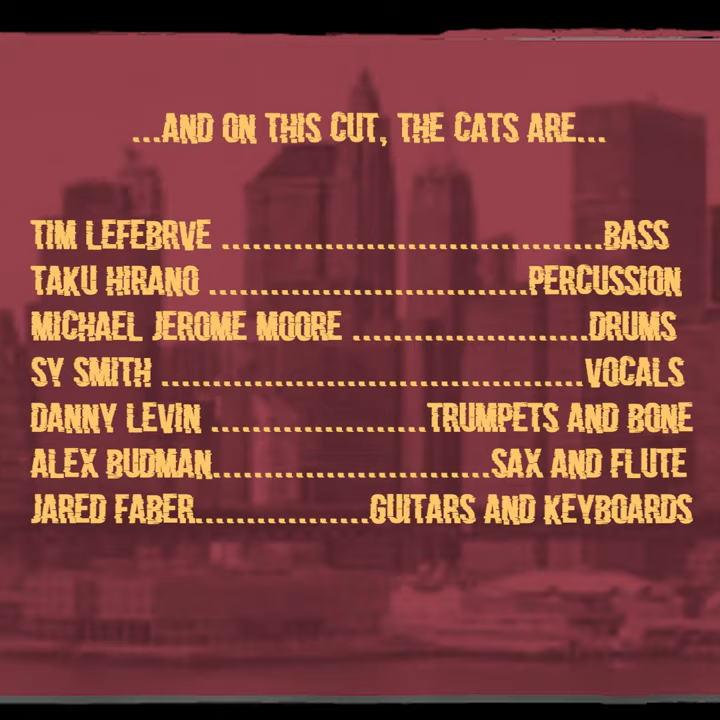 ...AND ON THIS CUT, THE CATS ARE...
TIM LEFEBRVE ......................................BASS
TAKU HIRANO ................................PERCUSSION
MICHAEL JEROME MOORE .......................DRUMS
SY SMITH ..........................................VOCALS
DANNY LEVIN .....................TRUMPETS AND BONE
ALEX BUDMAN...........................SAX AND FLUTE
JARED FABER.................GUITARS AND KEYBOARDS